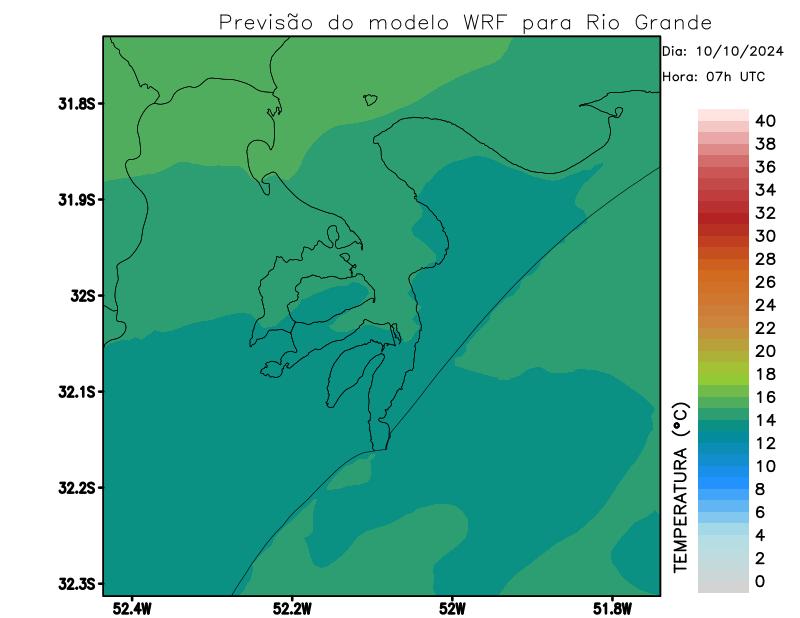 Previsão do modelo WRF para Rio Grande
Dia: 10/10/2024
Hora: 07h UTC
31.8S
31.9S
32S
32.1S
32.2S
32.3S
52.4W
52.2W
52W
51.8W
40
38
36
34
32
30
28
26
24
22
20
18
16
14
12
10
8
6
4
2
0
TEMPERATURA (°C)